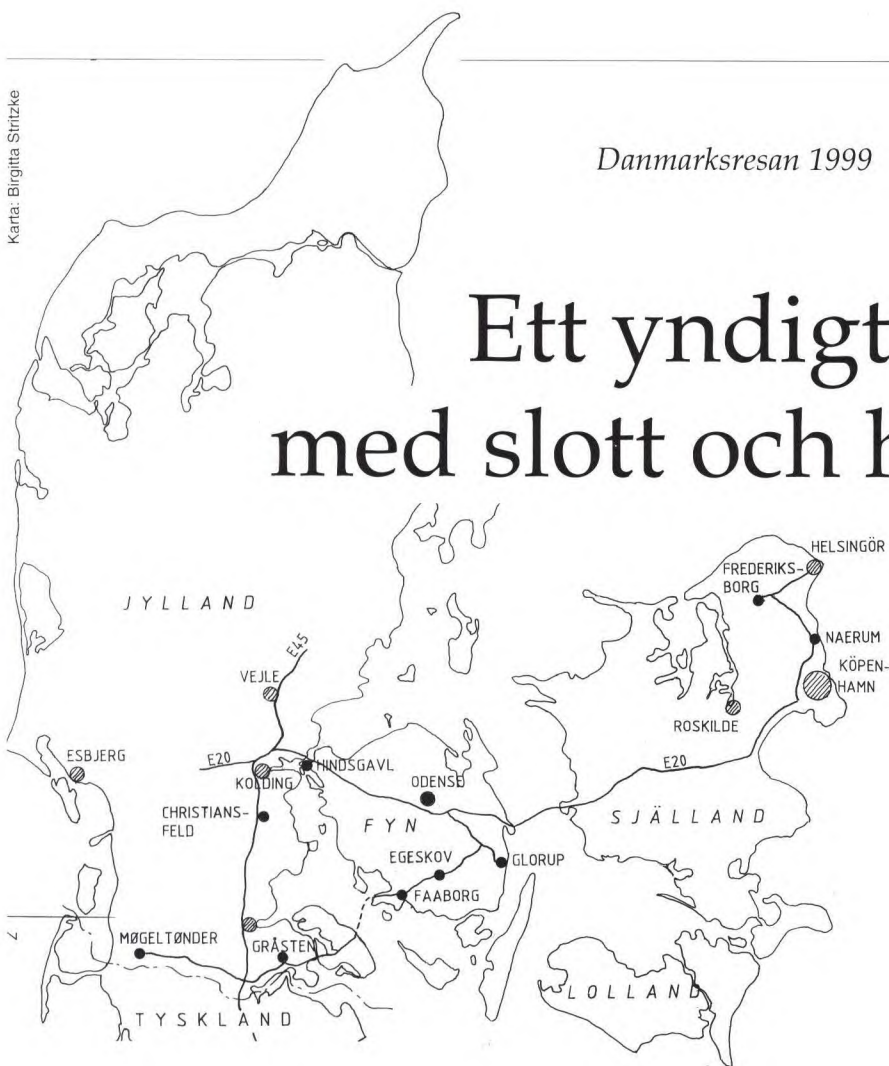 Karta: Birgitta Stritzke
Danmarksresan 1999
Ett yndigt
med slott och h
HELSINGÖR
FREDERIKS-
BORG
NAERUM
KÖPEN-
HAMN
ROSKILDE
JYLLAND
E45
VEJLE
E20
ESBJERG
HINDSGAVL
KOLDING
ODENSE
E20
CHRISTIANS-
FELD
FYN
SJÄLLAND
EGESKOV
GLORUP
FAABORG
MØGELTØNDER
GRÅSTEN
LOLLAND
TYSKLAND